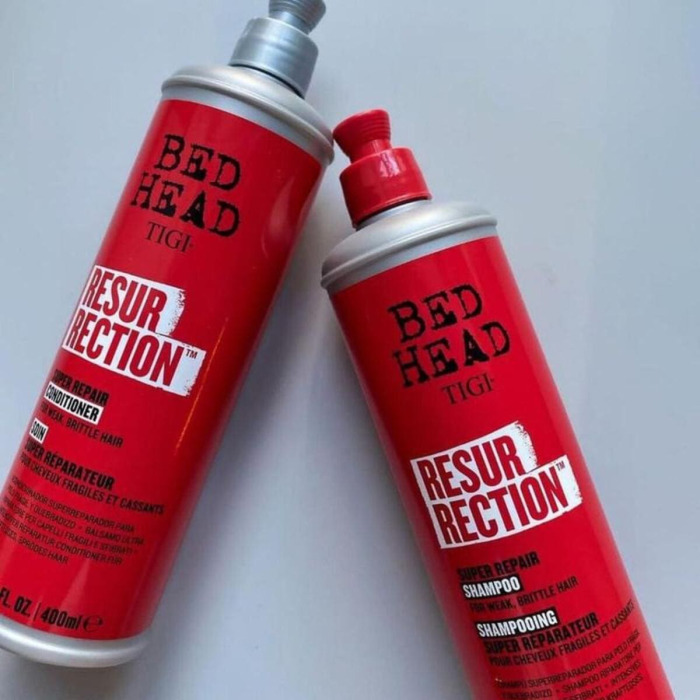 BED
HEAD
TIGI
RESUR
RECTION™
SUPER REPAIR
CONDITIONER
FOR WEAK, BRITTLE HAIR
SOIN
SUPER RÉPARATEUR
POUR CHEVEUX FRAGILES ET CASSANTS
FL. OZ. | 400ml ℮
BED
HEAD
TIGI
RESUR
RECTION™
SUPER REPAIR
SHAMPOO
FOR WEAK, BRITTLE HAIR
SHAMPOOING
SUPER RÉPARATEUR
POUR CHEVEUX FRAGILES ET CASSANTS